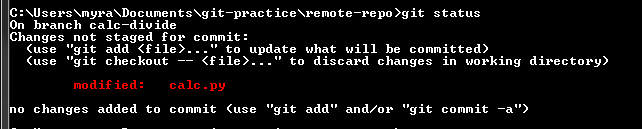 C:\Users\myra\Documents\git-practice\remote-repo>git status
On branch calc-divide
Changes not staged for commit:
  (use "git add <file>..." to update what will be committed)
  (use "git checkout -- <file>..." to discard changes in working directory)
        modified:   calc.py
no changes added to commit (use "git add" and/or "git commit -a")